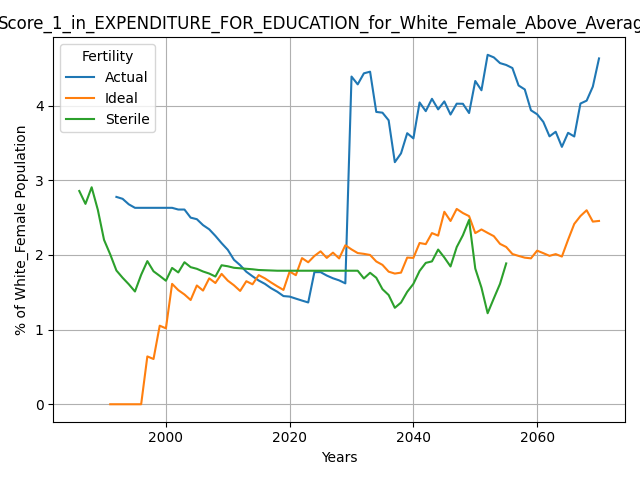 Score_1_in_EXPENDITURE_FOR_EDUCATION_for_White_Female_Above_Averag
Fertility
Actual
Ideal
Sterile
% of White_Female Population
4
3
2
1
0
2000 2020 2040 2060
Years